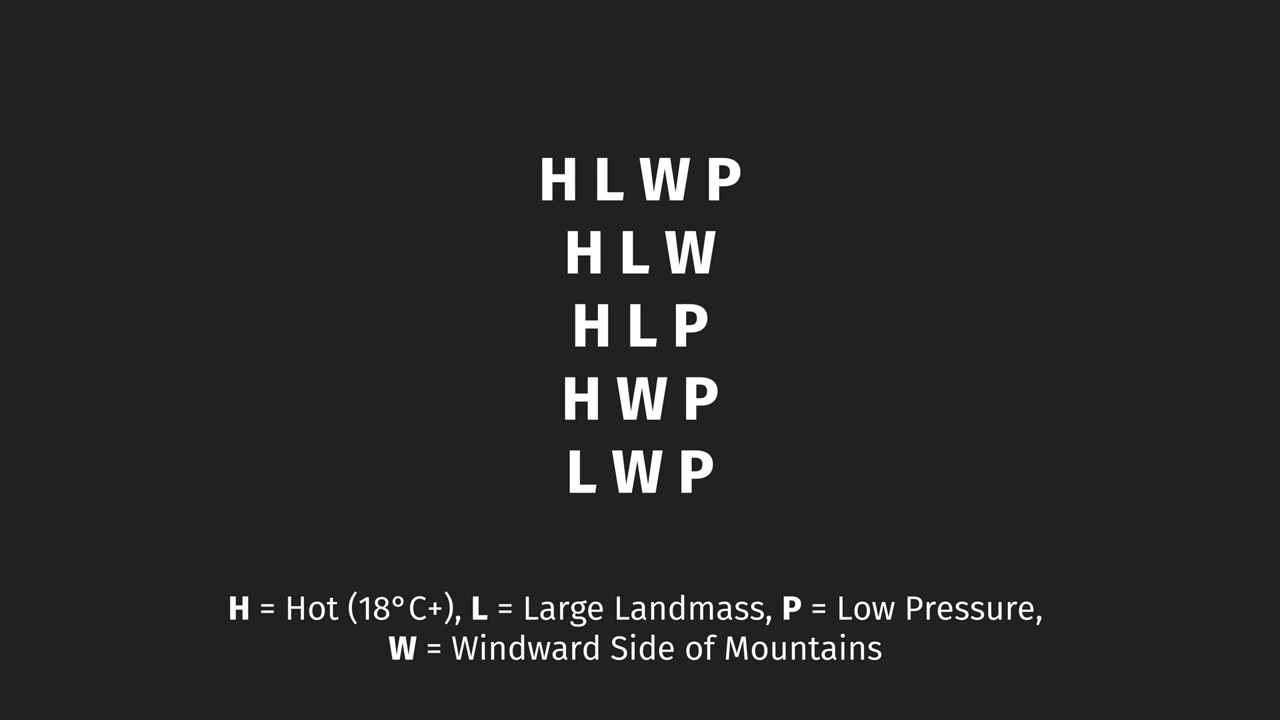 H L W P
H L W
H L P
H W P
L W P
H = Hot (18°C+), L = Large Landmass, P = Low Pressure,
W = Windward Side of Mountains